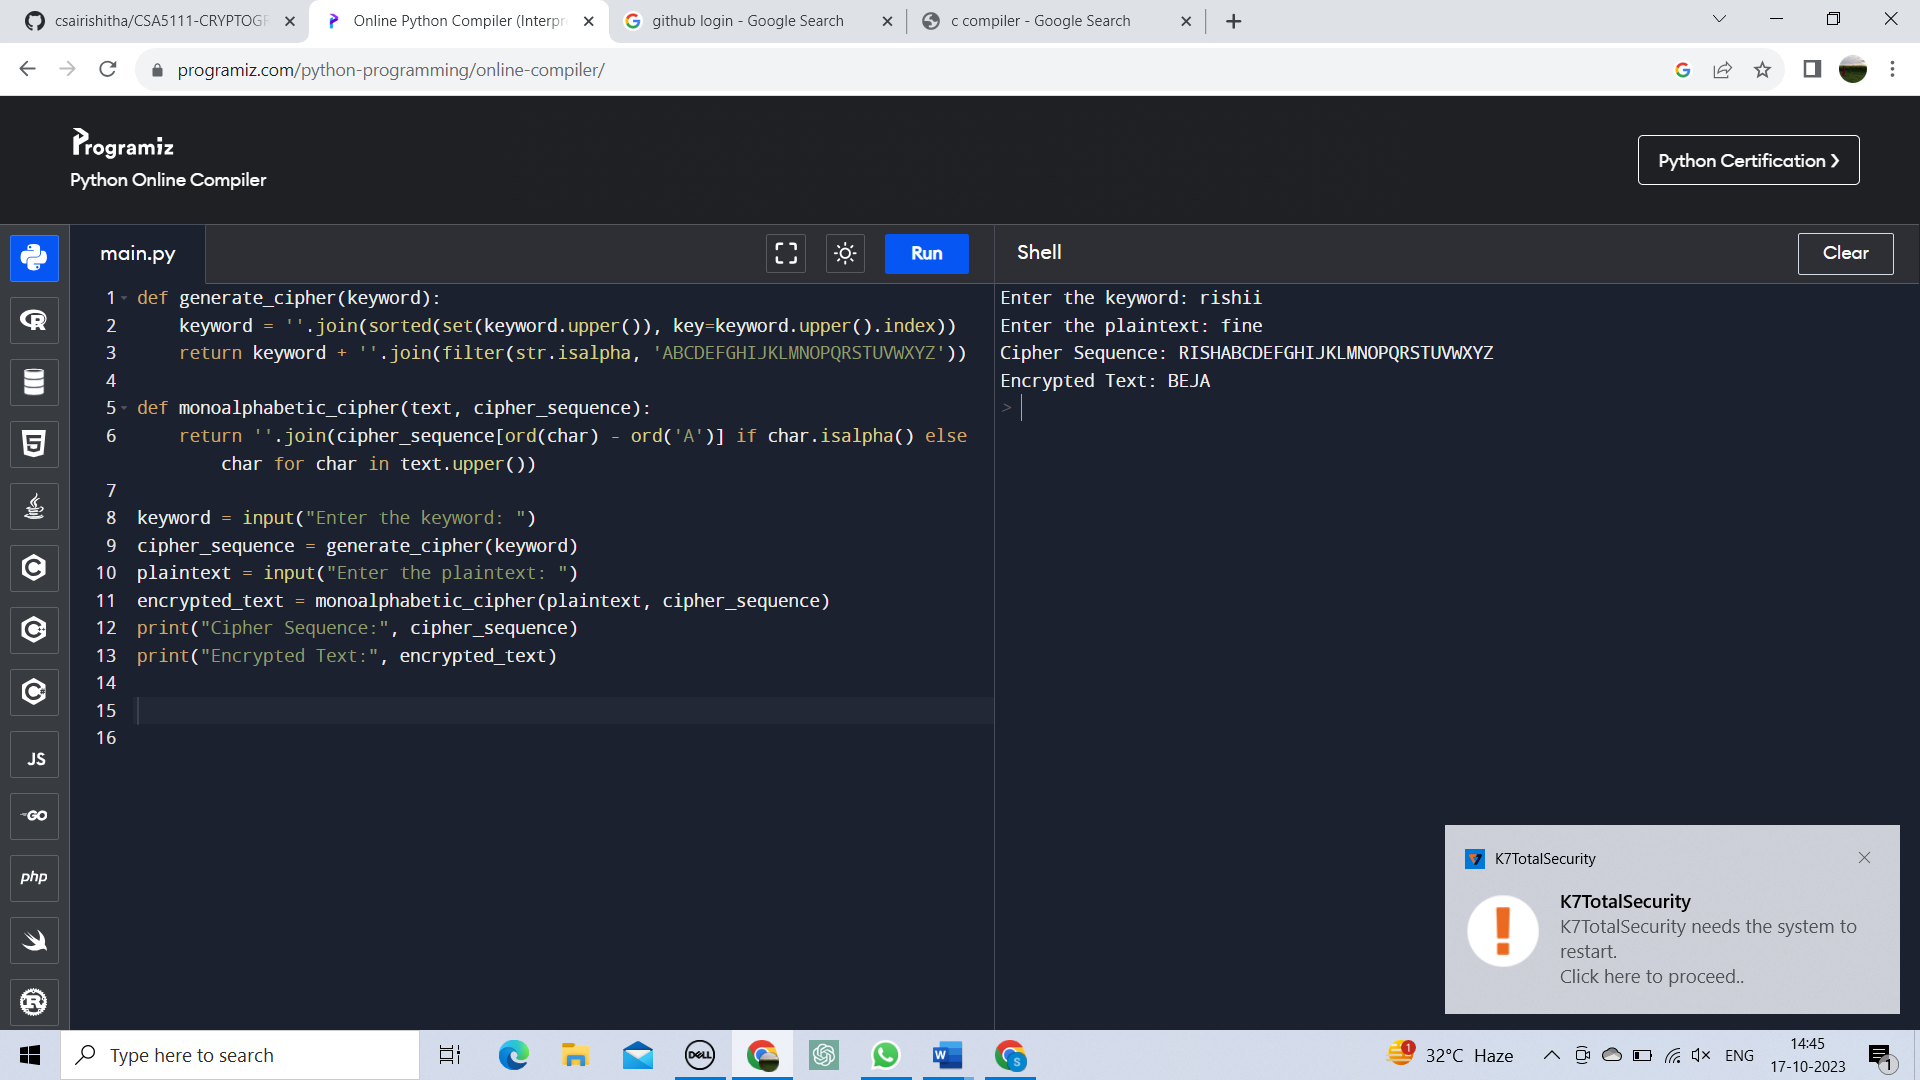 csairishitha/CSA5111-CRYPTOGR
Online Python Compiler (Interpre
github login - Google Search
c compiler - Google Search
programiz.com/python-programming/online-compiler/
Programiz
Python Online Compiler
Python Certification ❯
main.py
Run
Shell
Clear
1 def generate_cipher(keyword):
2 keyword = ''.join(sorted(set(keyword.upper()), key=keyword.upper().index))
3 return keyword + ''.join(filter(str.isalpha, 'ABCDEFGHIJKLMNOPQRSTUVWXYZ'))
4
5 def monoalphabetic_cipher(text, cipher_sequence):
6 return ''.join(cipher_sequence[ord(char) - ord('A')] if char.isalpha() else
char for char in text.upper())
7
8 keyword = input("Enter the keyword: ")
9 cipher_sequence = generate_cipher(keyword)
10 plaintext = input("Enter the plaintext: ")
11 encrypted_text = monoalphabetic_cipher(plaintext, cipher_sequence)
12 print("Cipher Sequence:", cipher_sequence)
13 print("Encrypted Text:", encrypted_text)
14
15
16
Enter the keyword: rishii
Enter the plaintext: fine
Cipher Sequence: RISHABCDEFGHIJKLMNOPQRSTUVWXYZ
Encrypted Text: BEJA
>
JS
GO
php
K7TotalSecurity
K7TotalSecurity
K7TotalSecurity needs the system to
restart.
Click here to proceed..
Type here to search
DELL
W
S
1
32°C Haze
ENG
14:45
17-10-2023
1